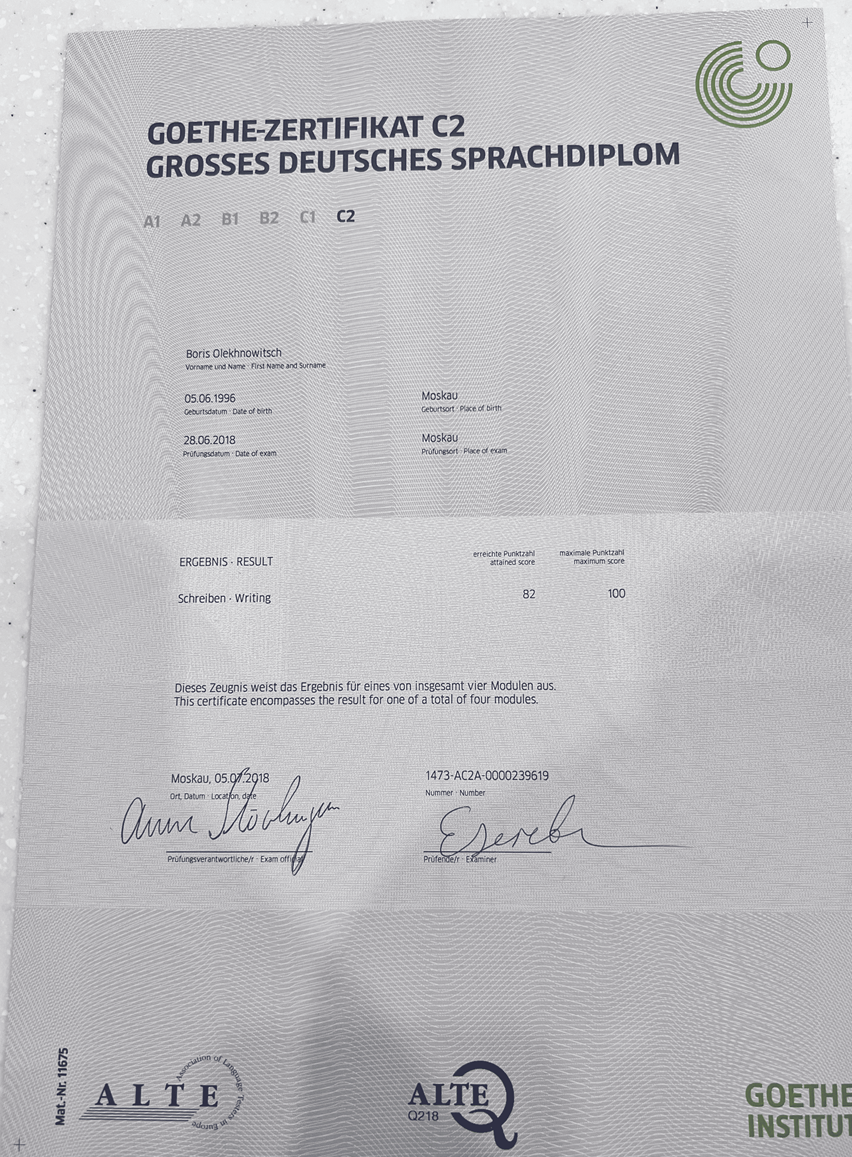 GOETHE-ZERTIFIKAT C2
GROSSES DEUTSCHES SPRACHDIPLOM
A1 A2 B1 B2 C1 C2
Boris Olekhnowitsch
Vorname und Name · First Name and Surname
05.06.1996
Geburtsdatum · Date of birth
Moskau
Geburtsort · Place of birth
28.06.2018
Prüfungsdatum · Date of exam
Moskau
Prüfungsort · Place of exam
ERGEBNIS · RESULT
erreichte Punktzahl
attained score
maximale Punktzahl
maximum score
Schreiben · Writing 82 100
Dieses Zeugnis weist das Ergebnis für eines von insgesamt vier Modulen aus.
This certificate encompasses the result for one of a total of four modules.
Moskau, 05.07.2018
Ort, Datum · Location, date
1473-AC2A-0000239619
Nummer · Number
Prüfungsverantwortliche/r · Exam official
Prüfende/r · Examiner
Mat.-Nr. 11675
ALTE
Association of Language Testers in Europe
ALTE
Q218
GOETHE
INSTITUT